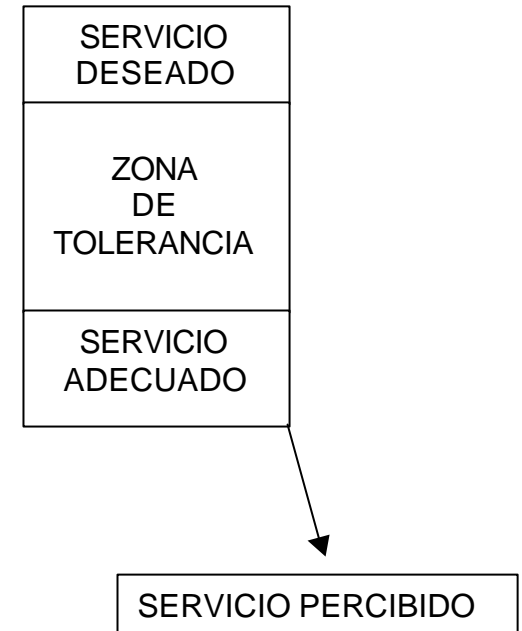 SERVICIO
DESEADO
ZONA
DE
TOLERANCIA
SERVICIO
ADECUADO
SERVICIO PERCIBIDO